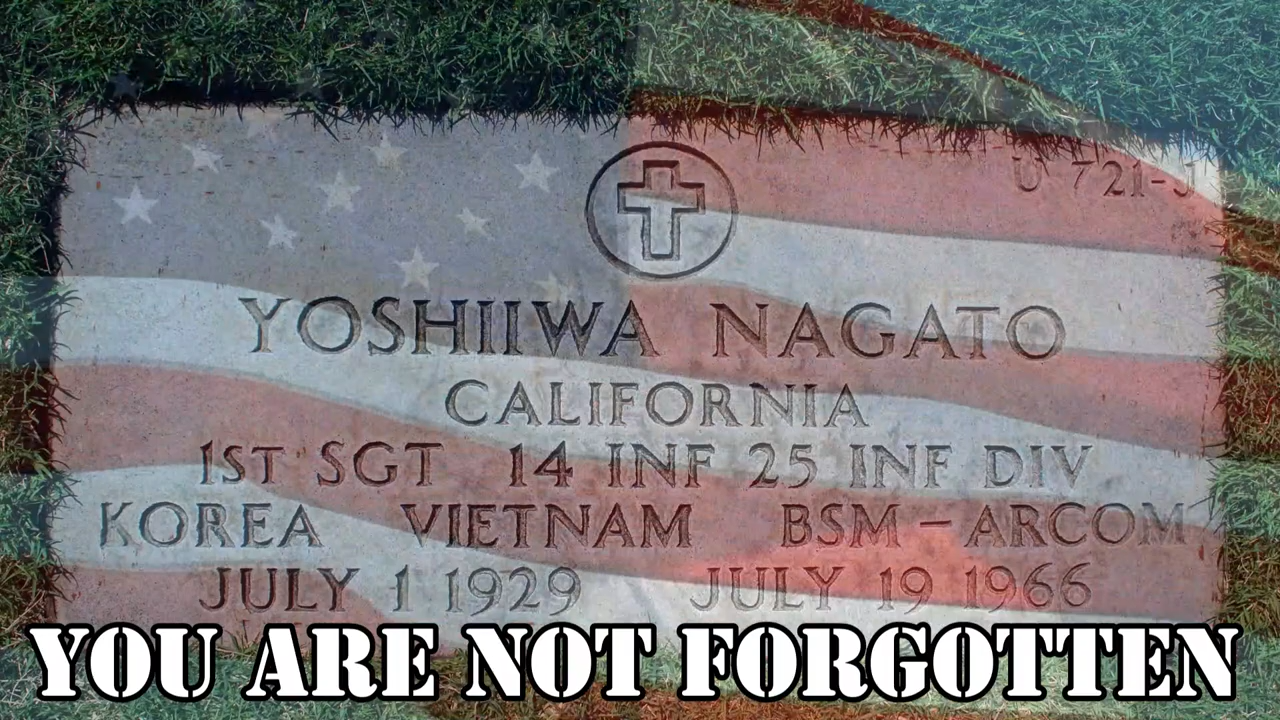 U 721-J
YOSHIIWA NAGATO
CALIFORNIA
1ST SGT 14 INF 25 INF DIV
KOREA VIETNAM BSM – ARCOM
JULY 1 1929 JULY 19 1966
YOU ARE NOT FORGOTTEN